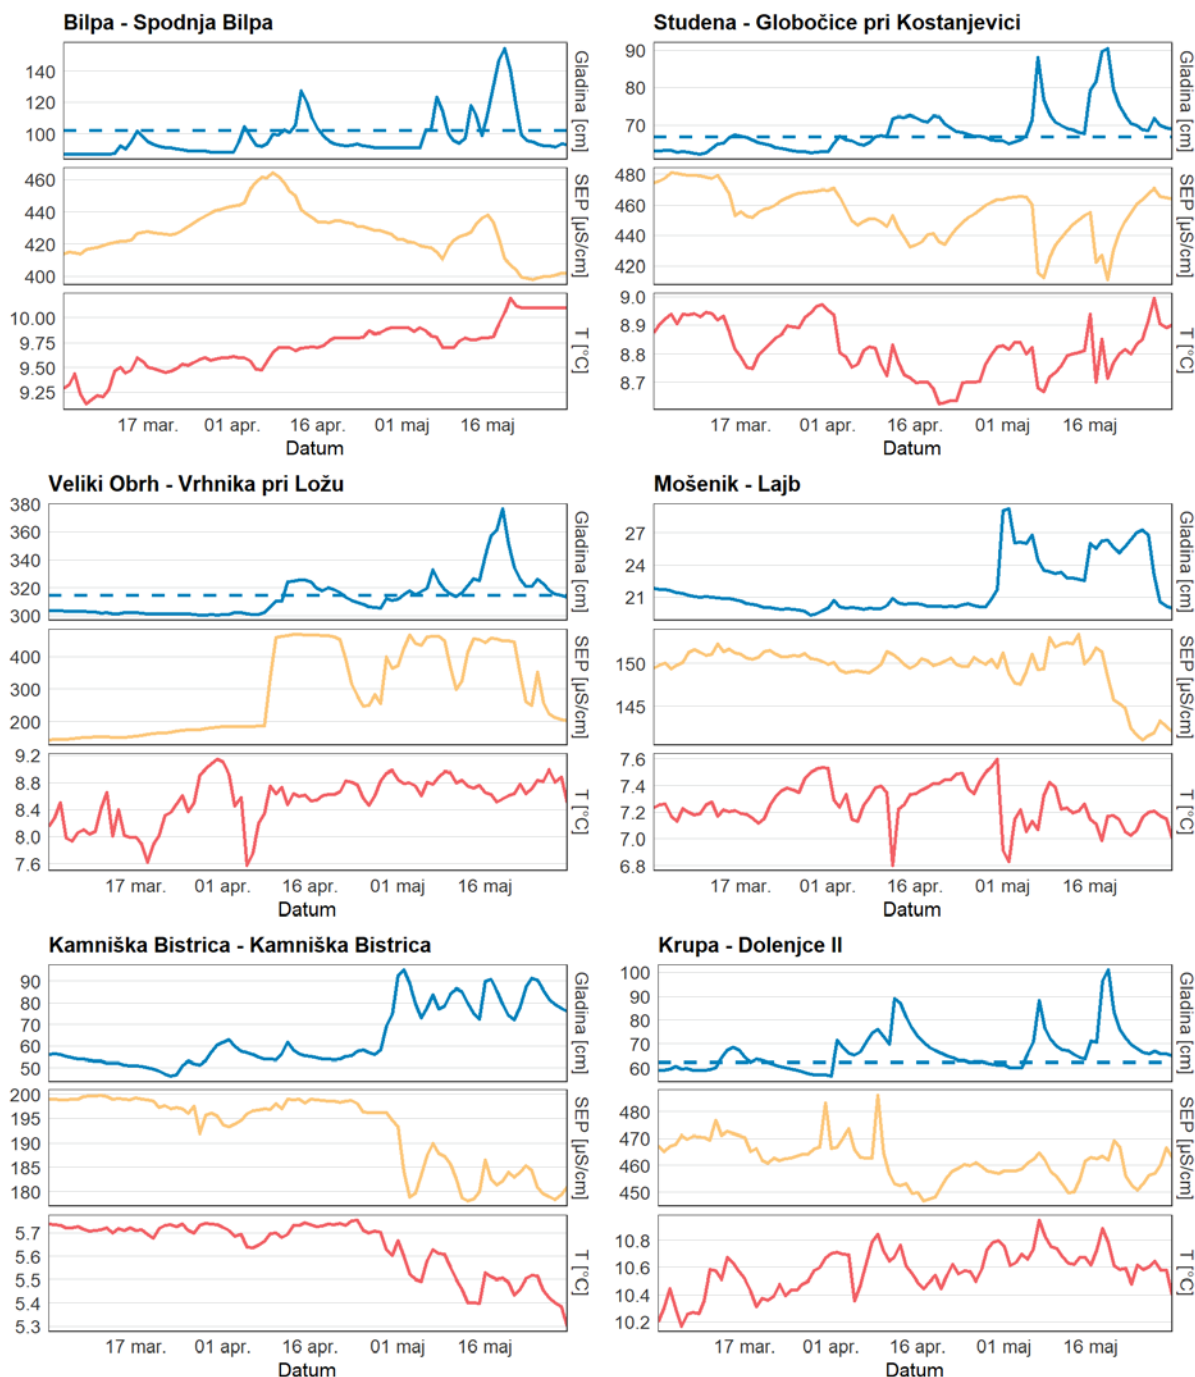 Bilpa - Spodnja Bilpa
140
120
100
Gladina [cm]
460
440
420
400
SEP [µS/cm]
10.00
9.75
9.50
9.25
T [°C]
17 mar. 01 apr. 16 apr. 01 maj 16 maj
Datum
Studena - Globočice pri Kostanjevici
90
80
70
Gladina [cm]
480
460
440
420
SEP [µS/cm]
9.0
8.9
8.8
8.7
T [°C]
17 mar. 01 apr. 16 apr. 01 maj 16 maj
Datum
Veliki Obrh - Vrhnika pri Ložu
380
360
340
320
300
Gladina [cm]
400
300
200
SEP [µS/cm]
9.2
8.8
8.4
8.0
7.6
T [°C]
17 mar. 01 apr. 16 apr. 01 maj 16 maj
Datum
Mošenik - Lajb
27
24
21
Gladina [cm]
150
145
SEP [µS/cm]
7.6
7.4
7.2
7.0
6.8
T [°C]
17 mar. 01 apr. 16 apr. 01 maj 16 maj
Datum
Kamniška Bistrica - Kamniška Bistrica
90
80
70
60
50
Gladina [cm]
200
195
190
185
180
SEP [µS/cm]
5.7
5.6
5.5
5.4
5.3
T [°C]
17 mar. 01 apr. 16 apr. 01 maj 16 maj
Datum
Krupa - Dolenjce II
100
90
80
70
60
Gladina [cm]
480
470
460
450
SEP [µS/cm]
10.8
10.6
10.4
10.2
T [°C]
17 mar. 01 apr. 16 apr. 01 maj 16 maj
Datum